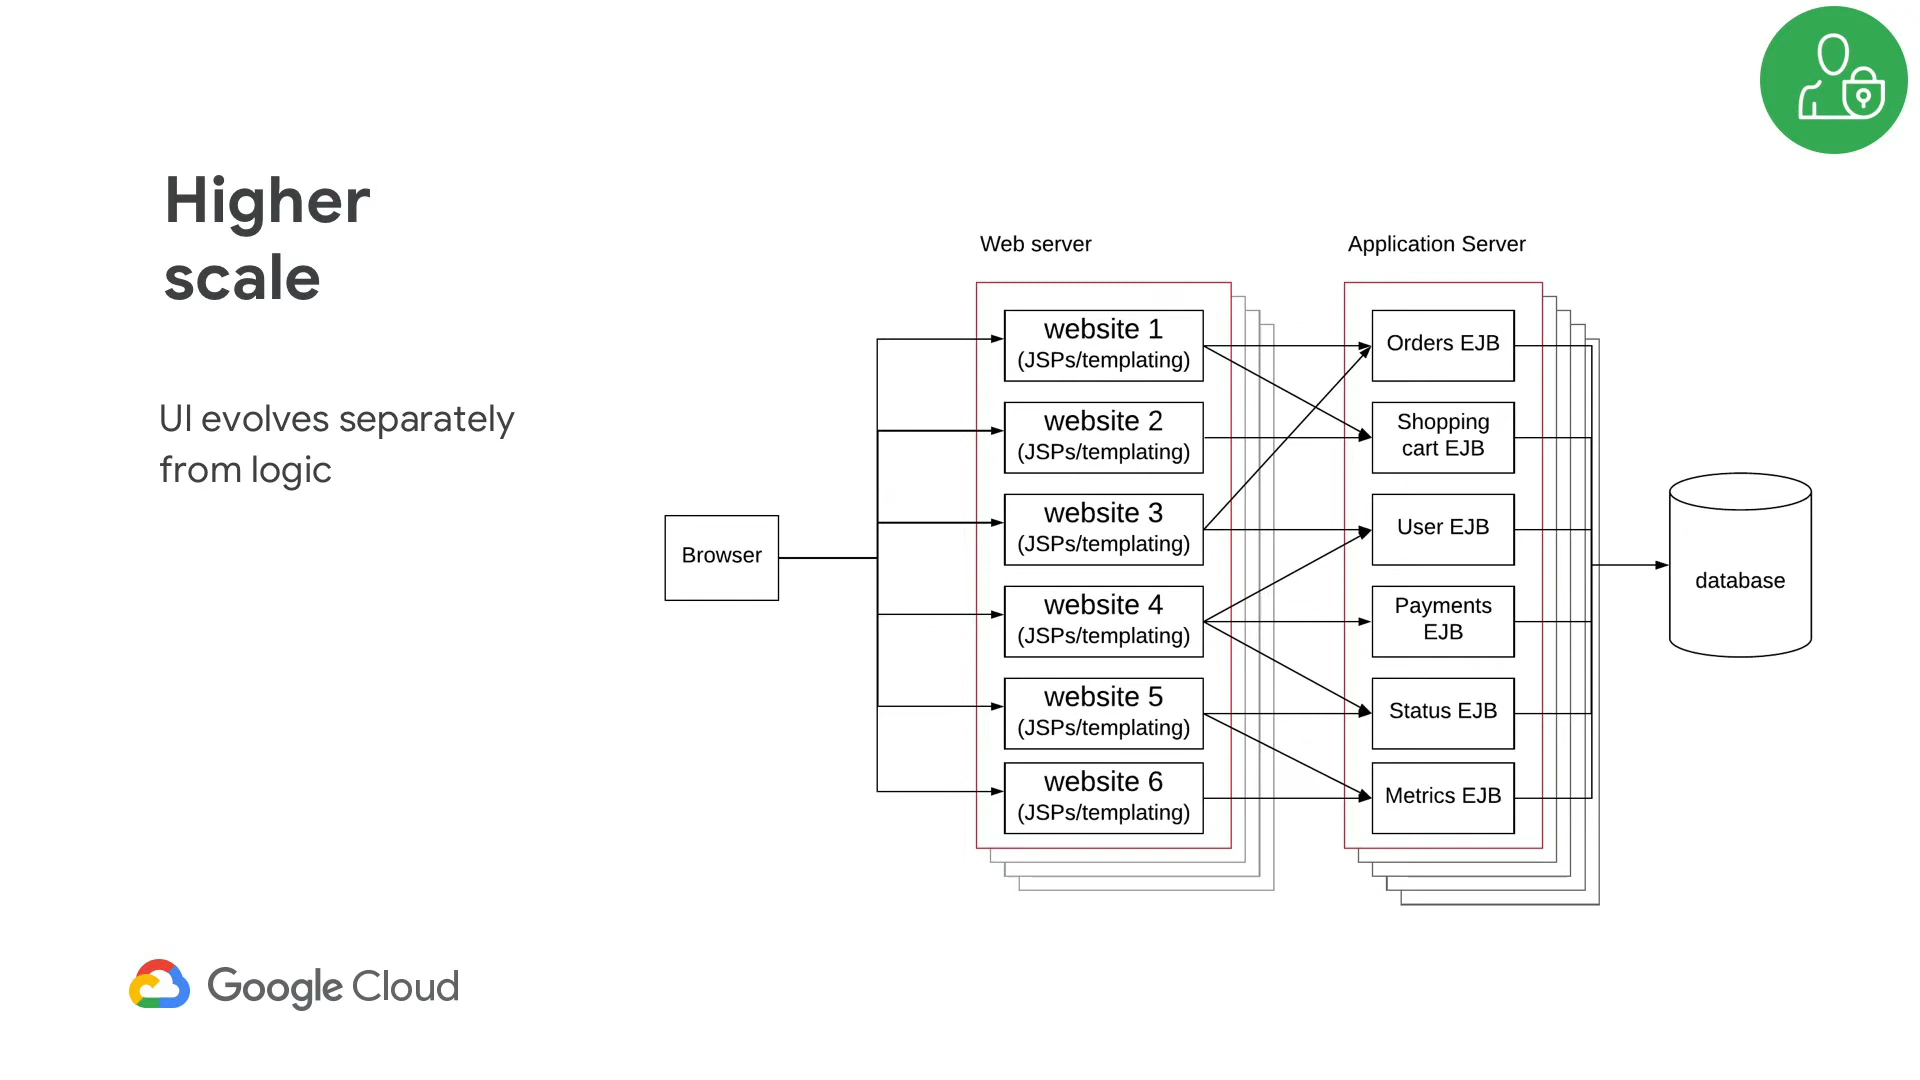 Higher
scale
UI evolves separately
from logic
Web server
Application Server
Browser
website 1
(JSPs/templating)
website 2
(JSPs/templating)
website 3
(JSPs/templating)
website 4
(JSPs/templating)
website 5
(JSPs/templating)
website 6
(JSPs/templating)
Orders EJB
Shopping
cart EJB
User EJB
Payments
EJB
Status EJB
Metrics EJB
database
Google Cloud